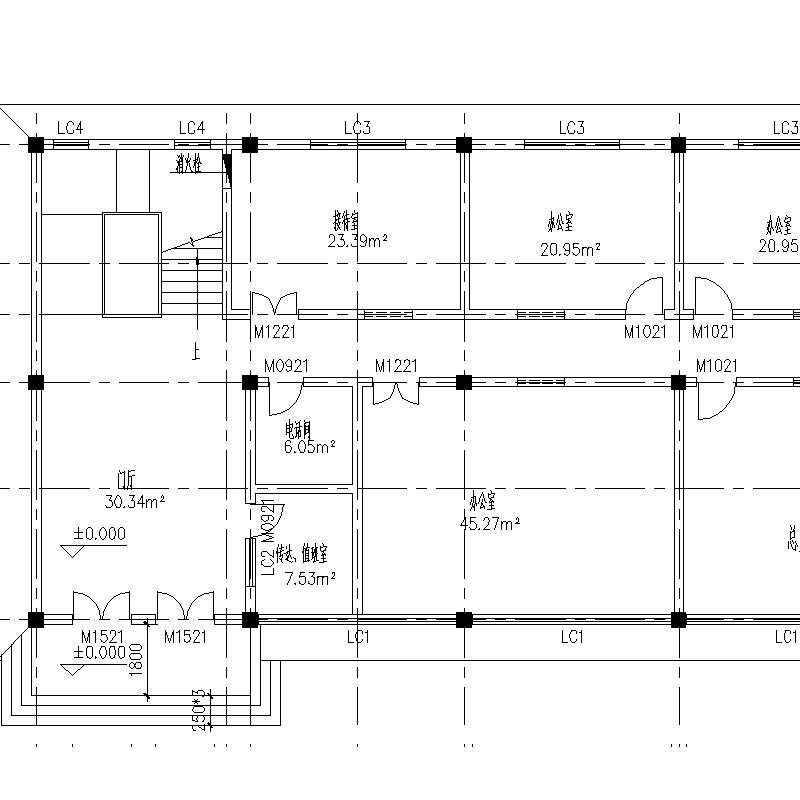 LC4
LC4
LC3
LC3
LC3
消火栓
接待室
23.39m²
办公室
20.95m²
办公室
20.95
M1221
M1021
M1021
上
M0921
M1221
M1021
电话间
6.05m²
门厅
30.34m²
办公室
45.27m²
±0.000
M0921
LC2
传达、值班室
7.53m²
总
M1521
M1521
LC1
LC1
LC1
±0.000
1800
250*3